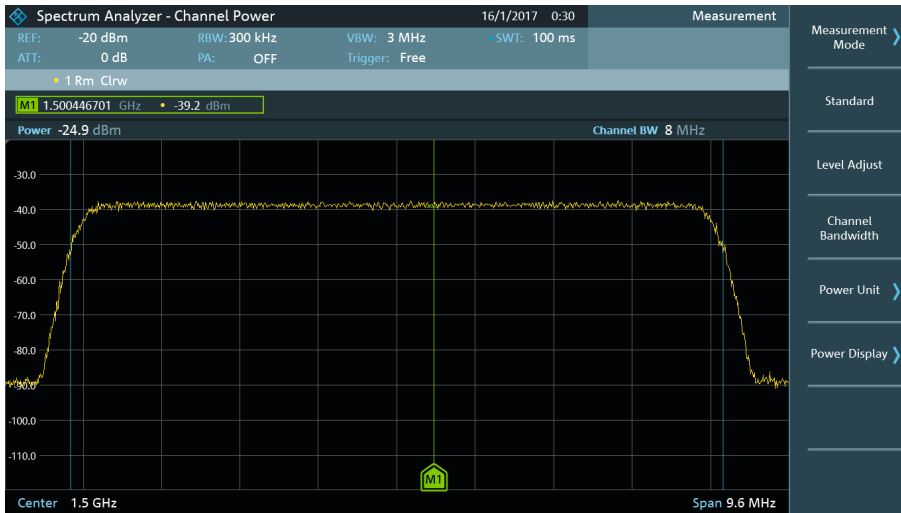 Spectrum Analyzer - Channel Power 16/1/2017 0:30 Measurement
REF: -20 dBm RBW: 300 kHz VBW: 3 MHz SWT: 100 ms
ATT: 0 dB PA: OFF Trigger: Free
1 Rm Clrw
M1 1.500446701 GHz • -39.2 dBm
Power -24.9 dBm Channel BW 8 MHz
-30.0
-40.0
-50.0
-60.0
-70.0
-80.0
-90.0
-100.0
-110.0
M1
Center 1.5 GHz Span 9.6 MHz
Measurement
Mode
Standard
Level Adjust
Channel
Bandwidth
Power Unit
Power Display